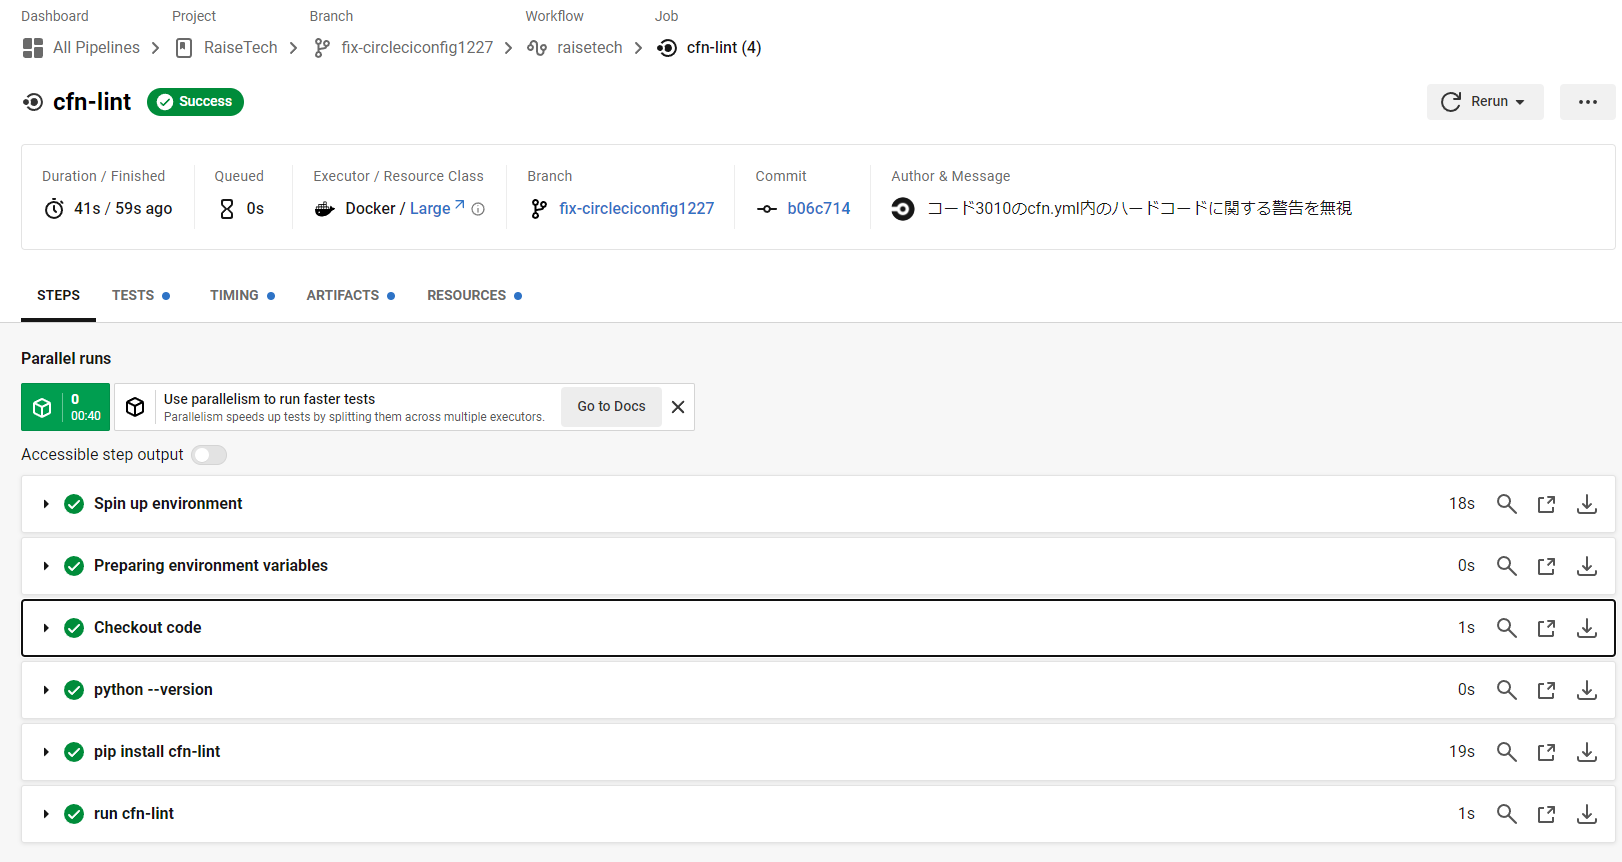 Dashboard Project Branch Workflow Job
All Pipelines RaiseTech fix-circleciconfig1227 raisetech cfn-lint (4)
cfn-lint Success Rerun
Duration / Finished Queued Executor / Resource Class Branch Commit Author & Message
41s / 59s ago 0s Docker / Large fix-circleciconfig1227 b06c714 コード3010のcfn.yml内のハードコードに関する警告を無視
STEPS TESTS TIMING ARTIFACTS RESOURCES
Parallel runs
0
00:40
Use parallelism to run faster tests
Parallelism speeds up tests by splitting them across multiple executors.
Go to Docs
Accessible step output
Spin up environment 18s
Preparing environment variables 0s
Checkout code 1s
python --version 0s
pip install cfn-lint 19s
run cfn-lint 1s